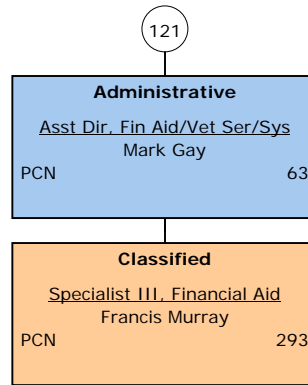 121
Administrative
Asst Dir, Fin Aid/Vet Ser/Sys
Mark Gay
PCN 63
Classified
Specialist III, Financial Aid
Francis Murray
PCN 293